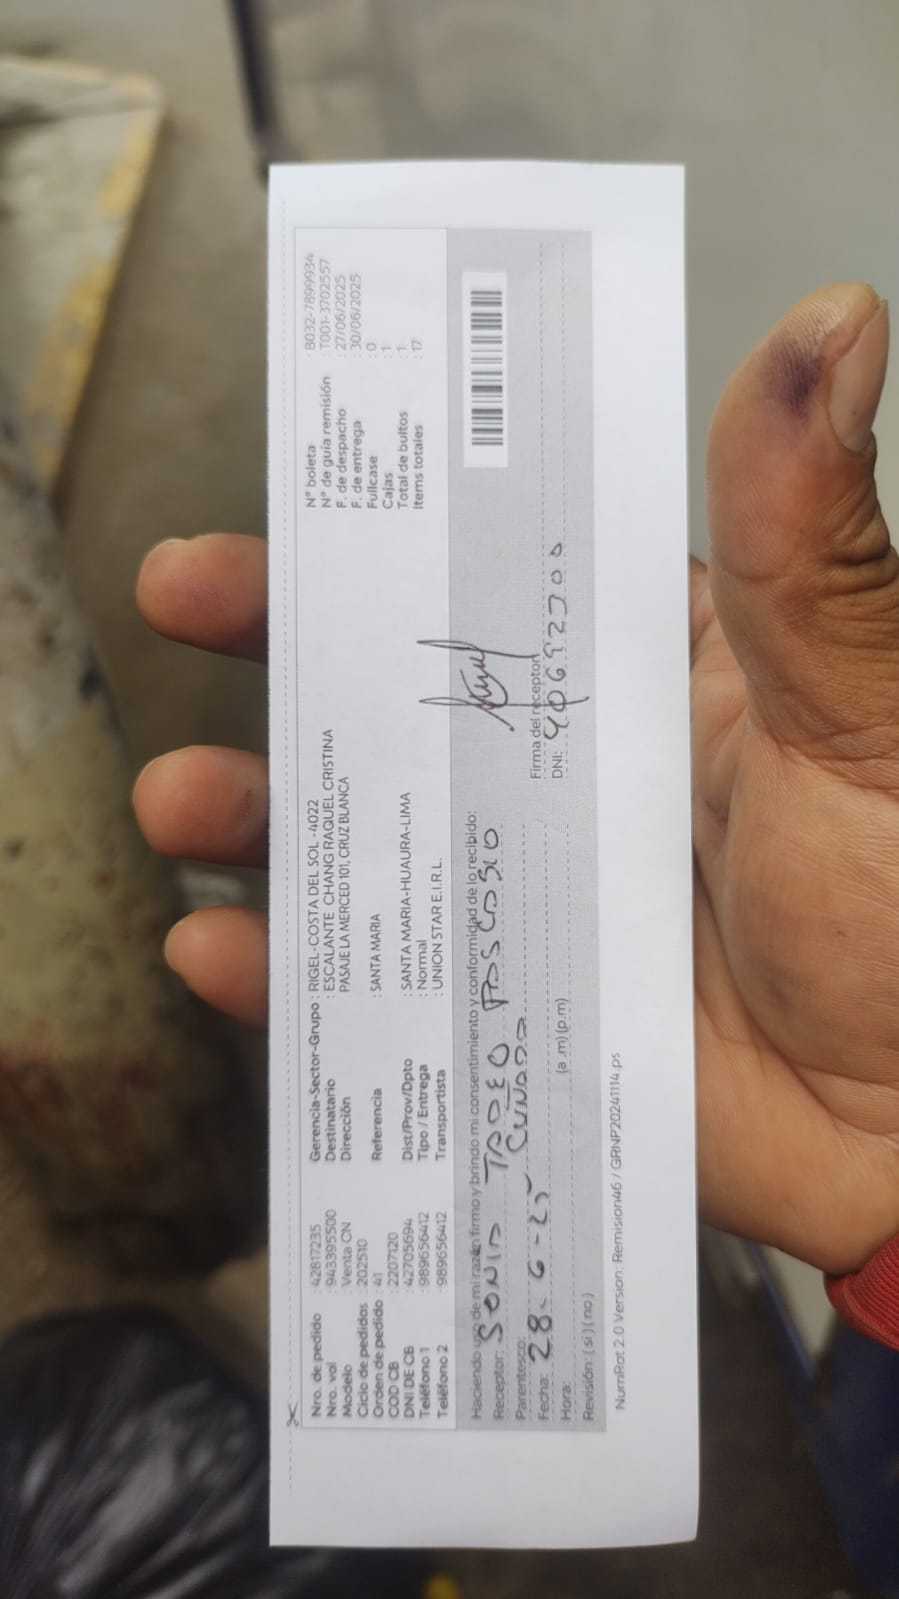 Nro. de pedido : 42817235
Nro. val : 943395500
Modelo : Venta CN
Ciclo de pedidos : 202510
Orden de pedido : 41
COD CB : 2207120
DNI DE CB : 42705694
Teléfono 1 : 989656412
Teléfono 2 : 989656412
Gerencia-Sector-Grupo : RIGEL-COSTA DEL SOL -4022
Destinatario : ESCALANTE CHANG RAQUEL CRISTINA
Dirección PASAJE LA MERCED 101, CRUZ BLANCA
Referencia : SANTA MARIA
Dist/Prov/Dpto : SANTA MARIA-HUAURA-LIMA
Tipo / Entrega : Normal
Transportista : UNION STAR E.I.R.L.
N° boleta B032-7899934
N° de guía remisión T001-3702557
F. de despacho : 27/06/2025
F. de entrega : 30/06/2025
Fullcase : 0
Cajas : 1
Total de bultos : 1
Items totales : 17
Haciendo uso de mi razón firmo y brindo mi consentimiento y conformidad de lo recibido:
Receptor: SONIA TADEO
Parentesco: CUÑADA
Fecha: 28-6-25
Hora: (a.m) (p.m)
Revisión: ( si ) ( no )
Firma del receptor
DNI:
NumRot 2.0 Version: Remision46 / GRNP20241114.ps